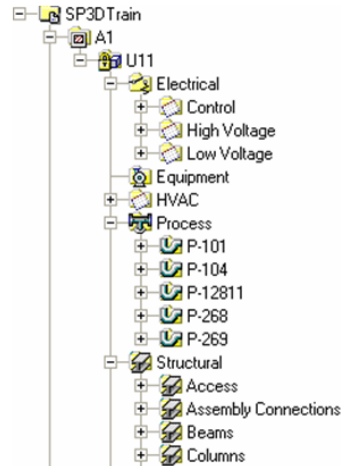 SP3DTrain
A1
U11
Electrical
Control
High Voltage
Low Voltage
Equipment
HVAC
Process
P-101
P-104
P-12811
P-268
P-269
Structural
Access
Assembly Connections
Beams
Columns